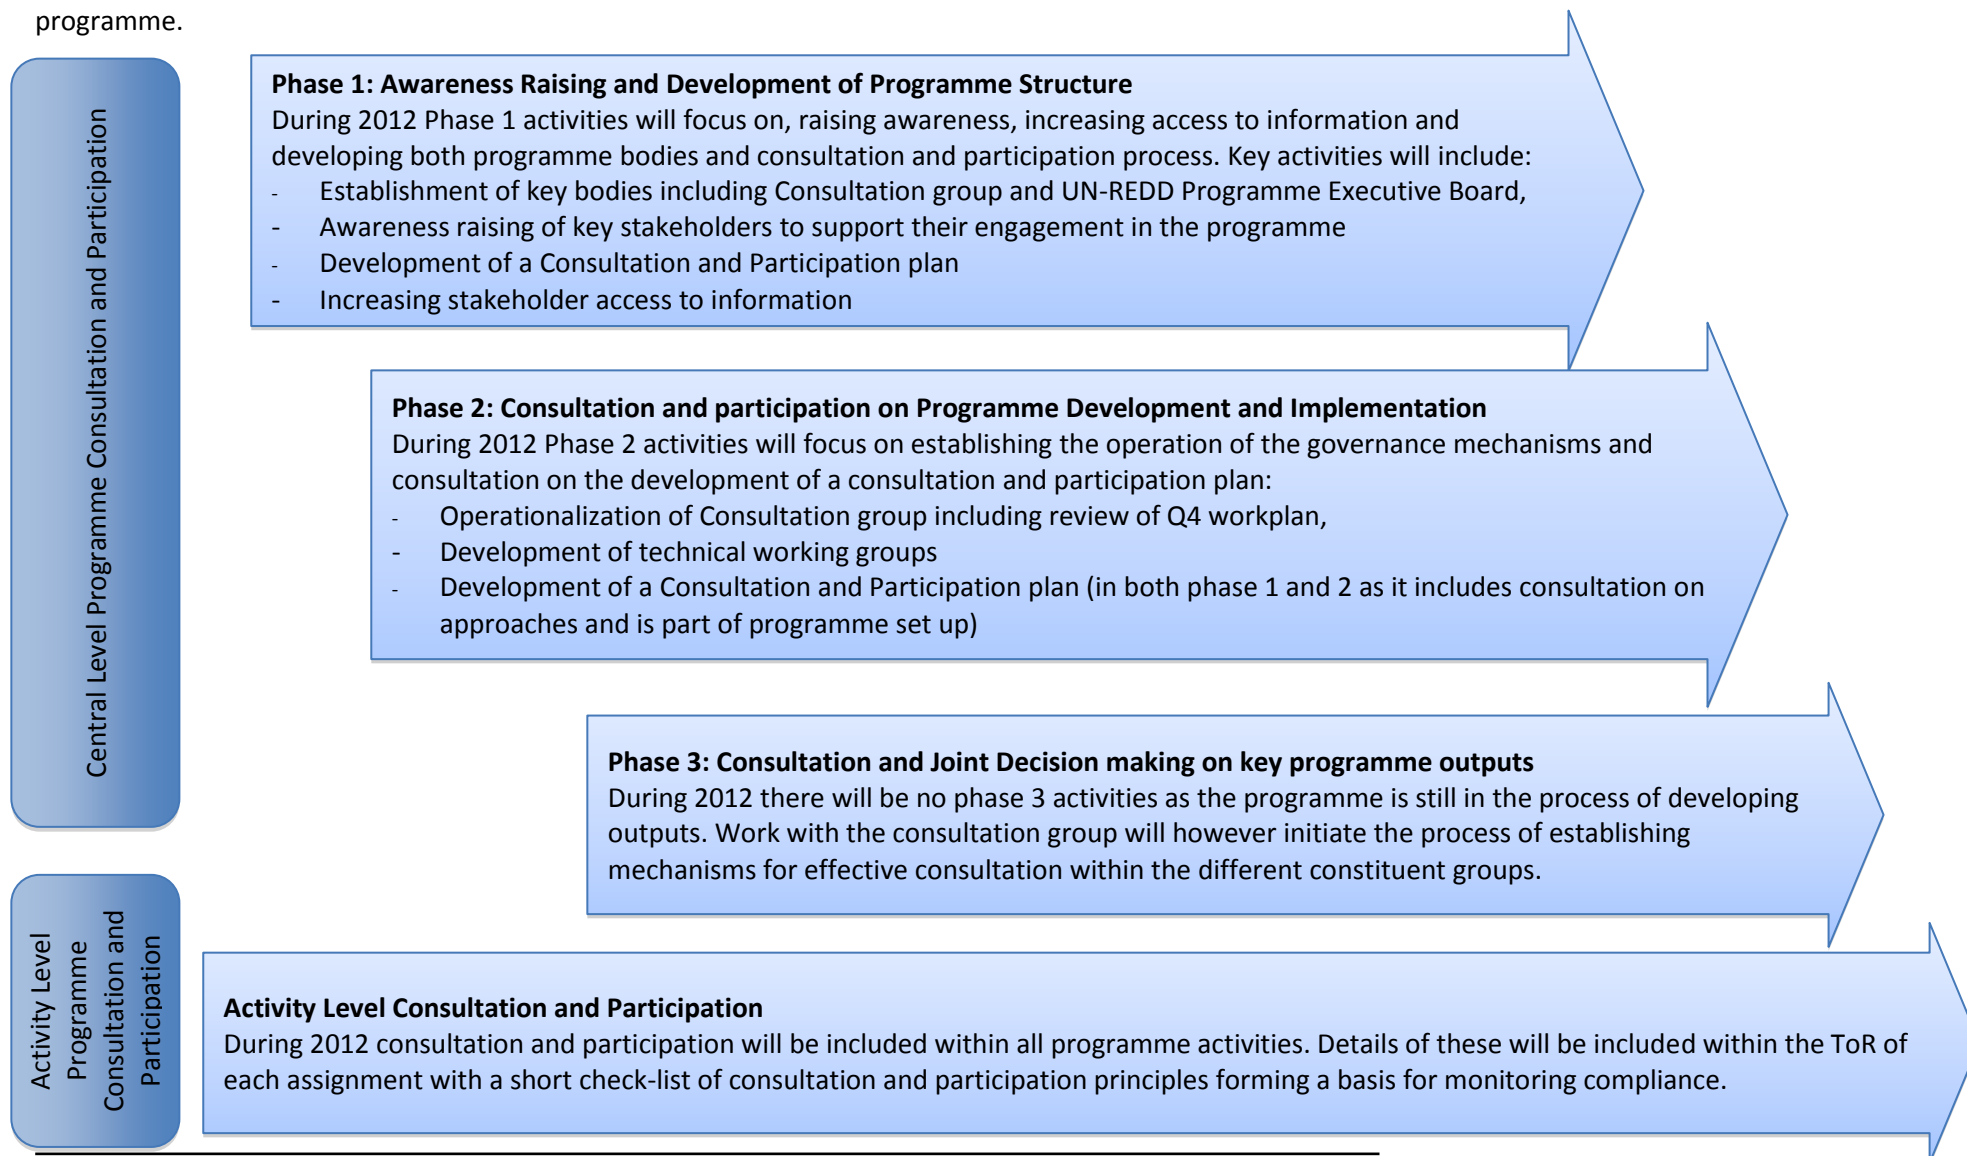 programme.
Central Level Programme Consultation and Participation
Phase 1: Awareness Raising and Development of Programme Structure
During 2012 Phase 1 activities will focus on, raising awareness, increasing access to information and
developing both programme bodies and consultation and participation process. Key activities will include:
- Establishment of key bodies including Consultation group and UN-REDD Programme Executive Board,
- Awareness raising of key stakeholders to support their engagement in the programme
- Development of a Consultation and Participation plan
- Increasing stakeholder access to information
Phase 2: Consultation and participation on Programme Development and Implementation
During 2012 Phase 2 activities will focus on establishing the operation of the governance mechanisms and
consultation on the development of a consultation and participation plan:
- Operationalization of Consultation group including review of Q4 workplan,
- Development of technical working groups
- Development of a Consultation and Participation plan (in both phase 1 and 2 as it includes consultation on
approaches and is part of programme set up)
Phase 3: Consultation and Joint Decision making on key programme outputs
During 2012 there will be no phase 3 activities as the programme is still in the process of developing
outputs. Work with the consultation group will however initiate the process of establishing
mechanisms for effective consultation within the different constituent groups.
Activity Level
Programme
Consultation and
Participation
Activity Level Consultation and Participation
During 2012 consultation and participation will be included within all programme activities. Details of these will be included within the ToR of
each assignment with a short check-list of consultation and participation principles forming a basis for monitoring compliance.